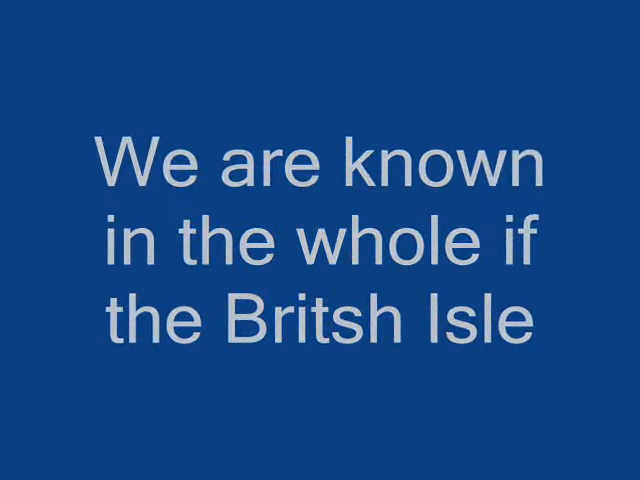 We are known
in the whole if
the Britsh Isle